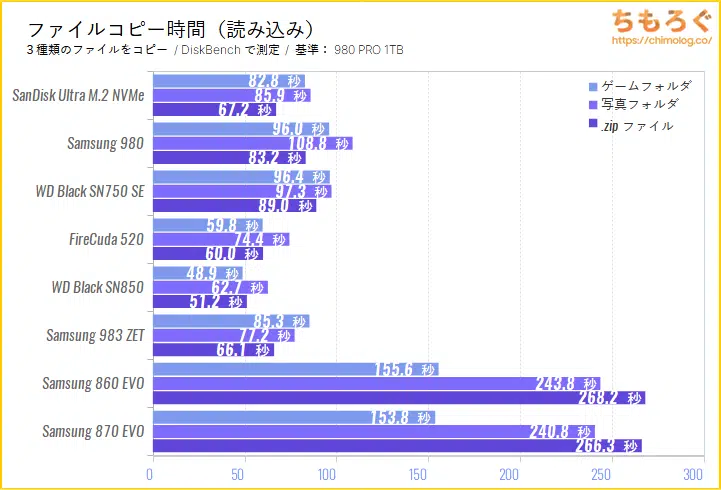 ファイルコピー時間（読み込み）
３種類のファイルをコピー / DiskBench で測定 / 基準： 980 PRO 1TB
ちもろぐ
https://chimolog.co/
ゲームフォルダ
写真フォルダ
.zip ファイル
SanDisk Ultra M.2 NVMe
82.8 秒
85.9 秒
67.2 秒
Samsung 980
96.0 秒
108.8 秒
83.2 秒
WD Black SN750 SE
96.4 秒
97.3 秒
89.0 秒
FireCuda 520
59.8 秒
74.4 秒
60.0 秒
WD Black SN850
48.9 秒
62.7 秒
51.2 秒
Samsung 983 ZET
85.3 秒
77.2 秒
66.1 秒
Samsung 860 EVO
155.6 秒
243.8 秒
268.2 秒
Samsung 870 EVO
153.8 秒
240.8 秒
266.3 秒
0 50 100 150 200 250 300